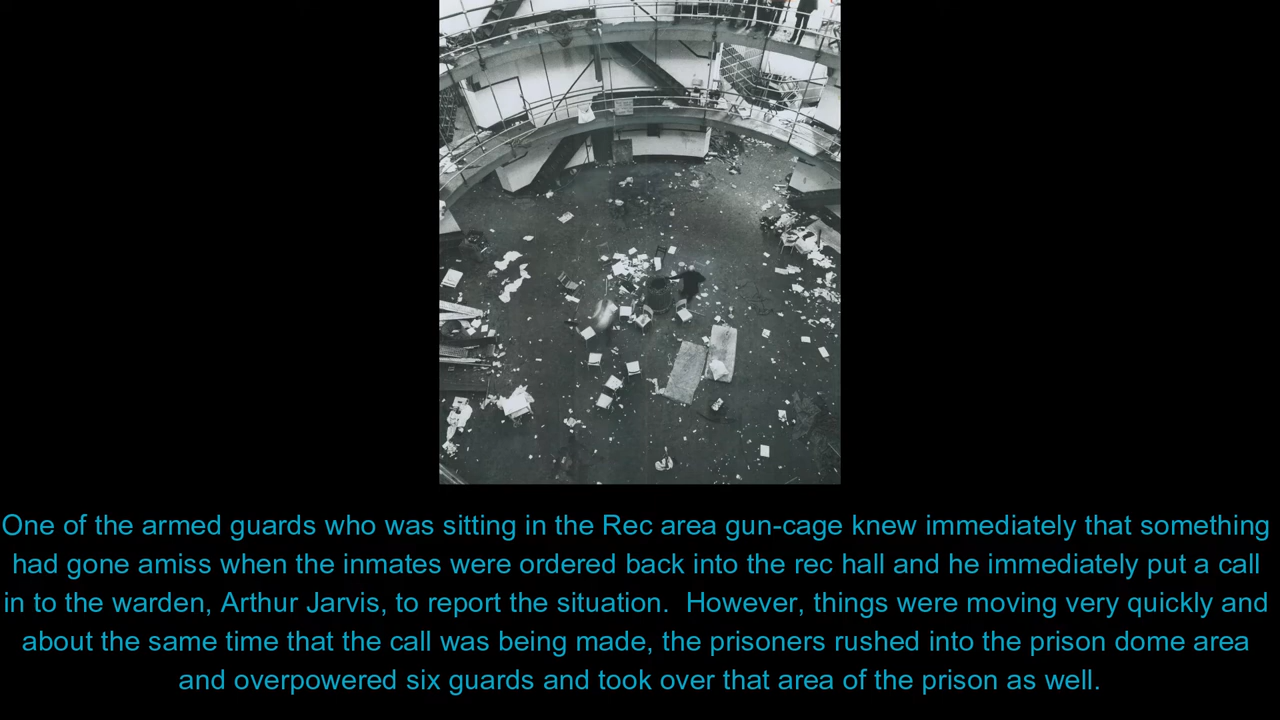 One of the armed guards who was sitting in the Rec area gun-cage knew immediately that something
had gone amiss when the inmates were ordered back into the rec hall and he immediately put a call
in to the warden, Arthur Jarvis, to report the situation.  However, things were moving very quickly and
about the same time that the call was being made, the prisoners rushed into the prison dome area
and overpowered six guards and took over that area of the prison as well.